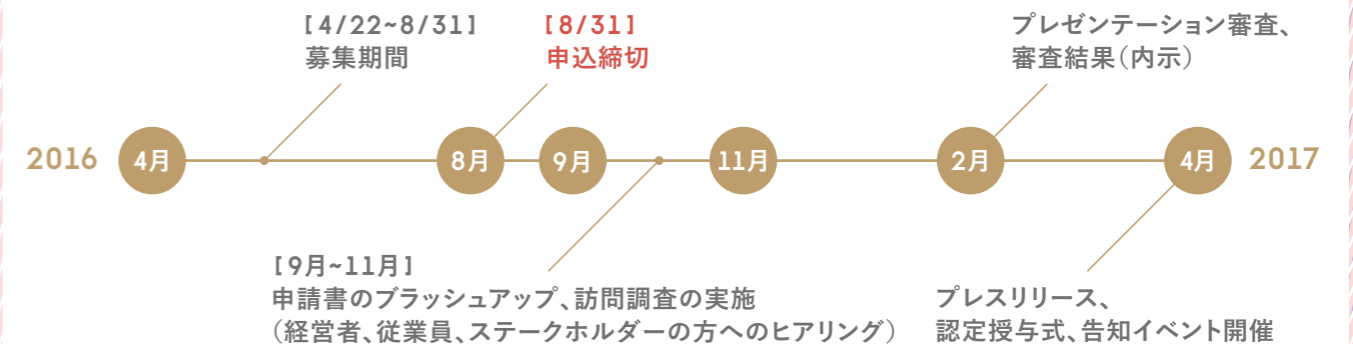 [4/22~8/31]
募集期間
[8/31]
申込締切
プレゼンテーション審査、
審査結果(内示)
2016
4月
8月
9月
11月
2月
4月
2017
[9月~11月]
申請書のブラッシュアップ、訪問調査の実施
(経営者、従業員、ステークホルダーの方へのヒアリング)
プレスリリース、
認定授与式、告知イベント開催